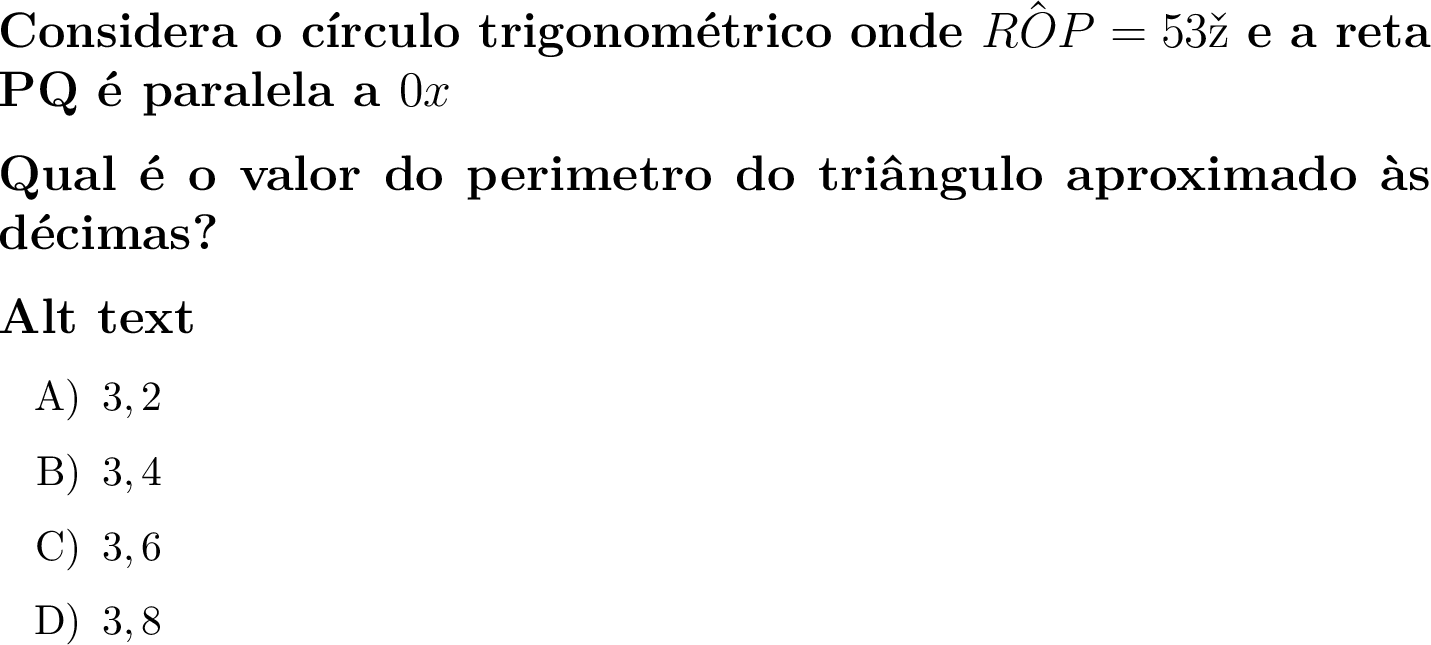 Considera o círculo trigonométrico onde $R\hat{O}P = 53ž$ e a reta
PQ é paralela a $0x$
Qual é o valor do perimetro do triângulo aproximado às
décimas?
Alt text
A) 3, 2
B) 3, 4
C) 3, 6
D) 3, 8